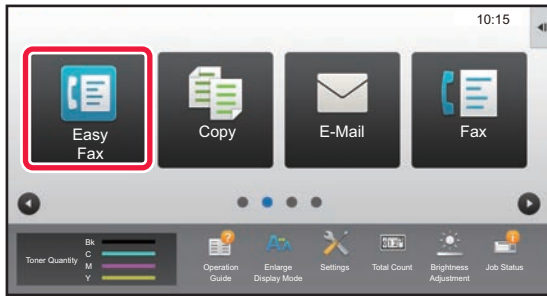 10:15
Easy
Fax
Copy
E-Mail
Fax
Toner Quantity
Bk
C
M
Y
Operation
Guide
Enlarge
Display Mode
Settings
Total Count
Brightness
Adjustment
Job Status